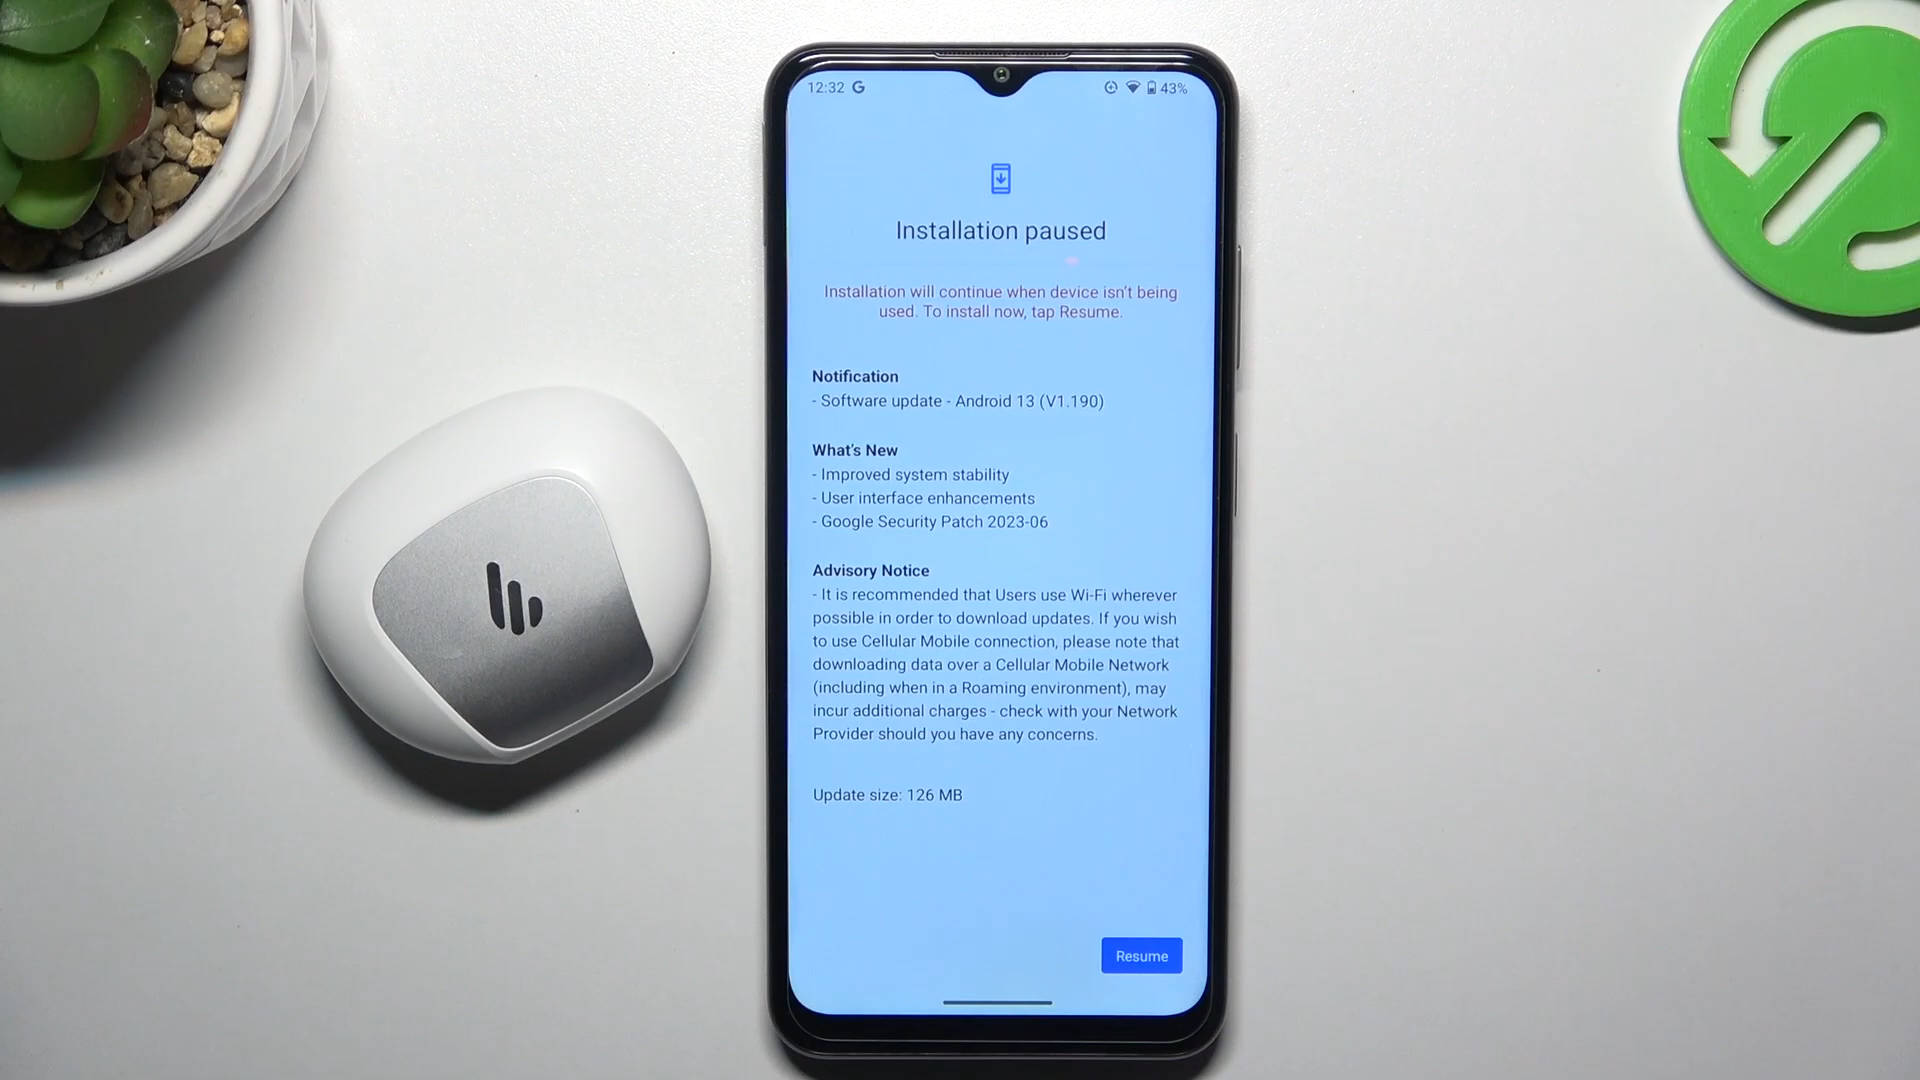 12:32 G 43%
Installation paused
Installation will continue when device isn't being
used. To install now, tap Resume.
Notification
- Software update - Android 13 (V1.190)
What's New
- Improved system stability
- User interface enhancements
- Google Security Patch 2023-06
Advisory Notice
- It is recommended that Users use Wi-Fi wherever
possible in order to download updates. If you wish
to use Cellular Mobile connection, please note that
downloading data over a Cellular Mobile Network
(including when in a Roaming environment), may
incur additional charges - check with your Network
Provider should you have any concerns.
Update size: 126 MB
Resume